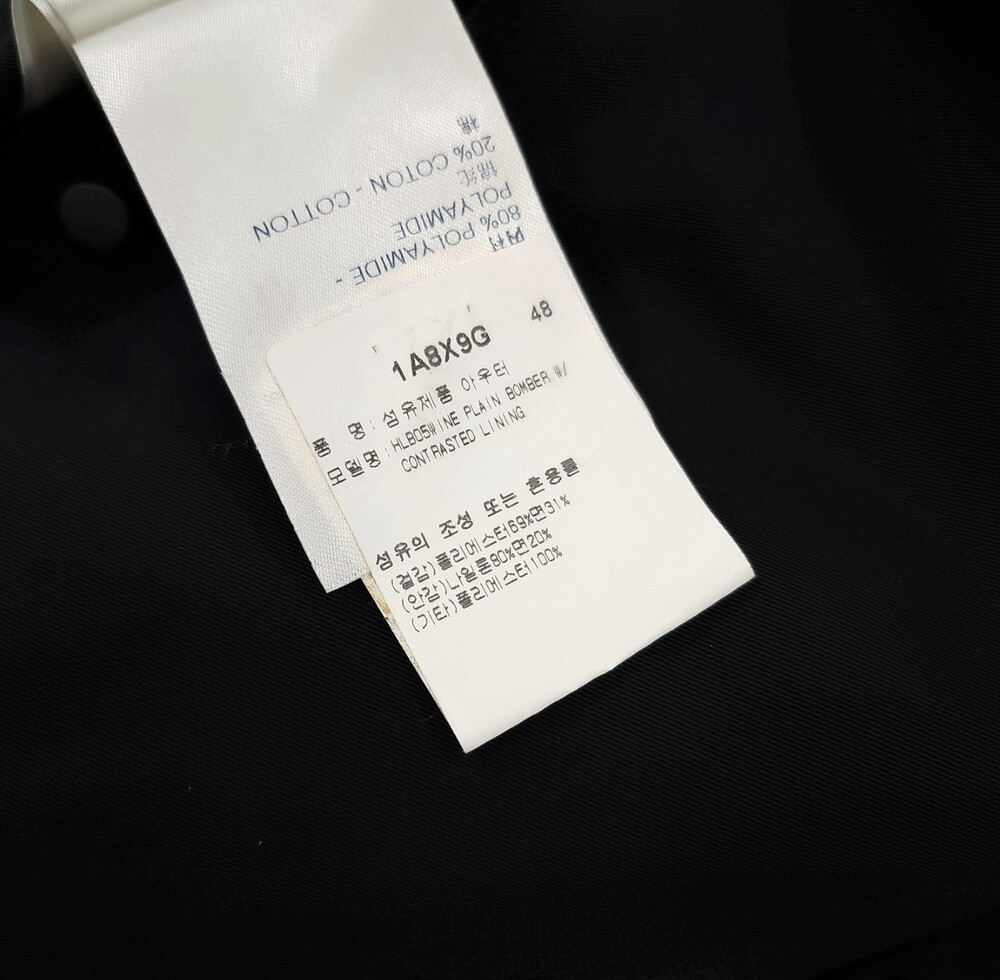 棉
20% COTON - COTTON
锦纶
POLYAMIDE
80% POLYAMIDE -
48
1A8X9G
품 명 : 섬유제품 아우터
모델명 : HLB05WINE PLAIN BOMBER W/
CONTRASTED LINING
섬유의 조성 또는 혼용률
(겉감)폴리에스터69%면31%
(안감)나일론80%면20%
(기타)폴리에스터100%